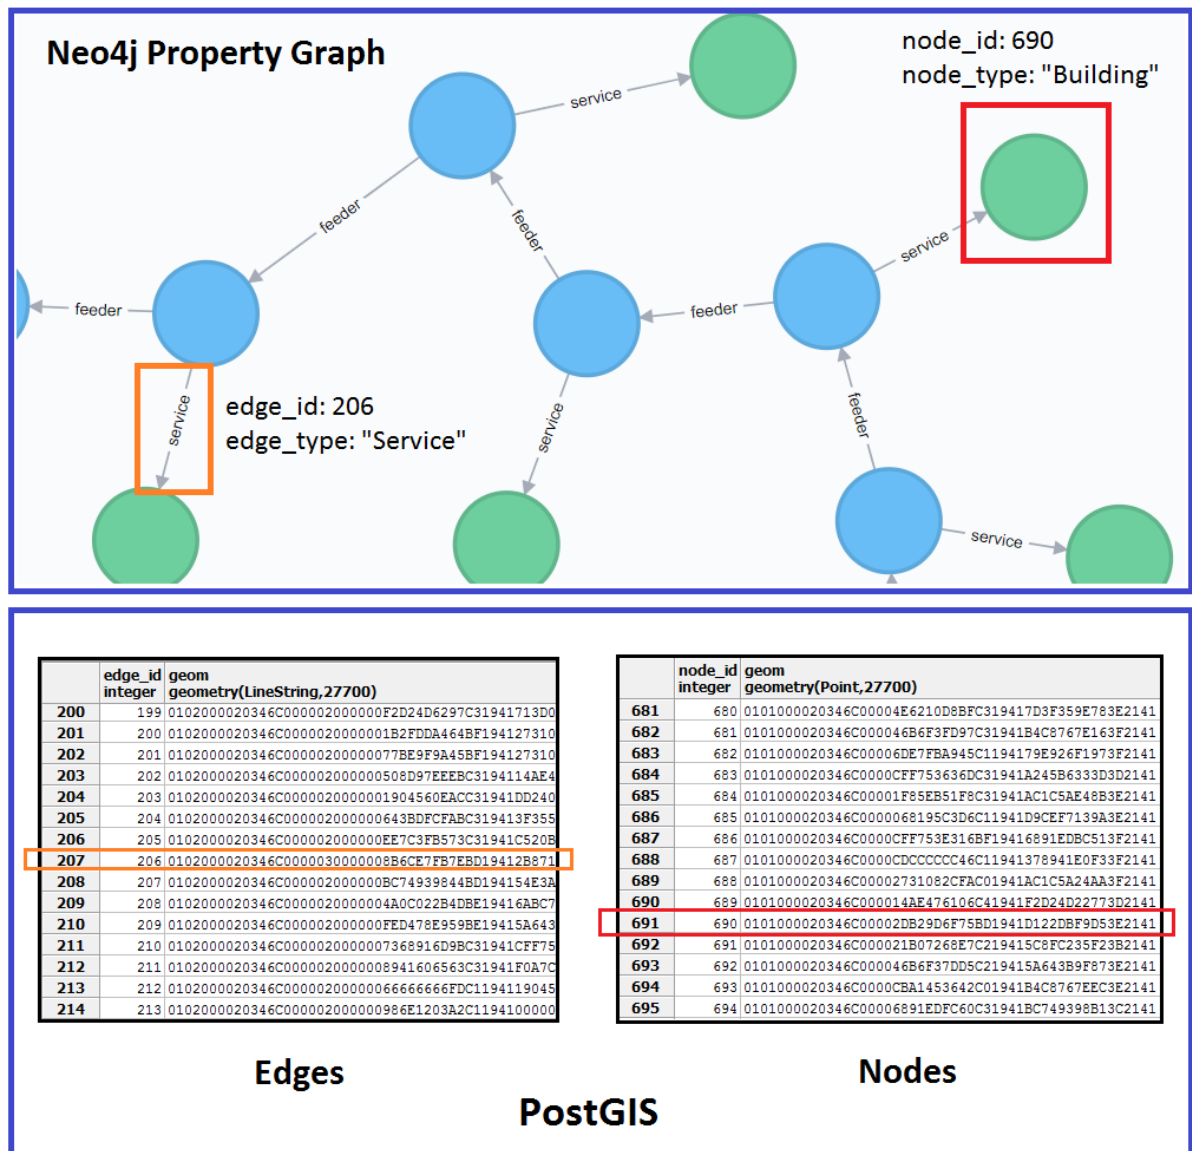 Neo4j Property Graph
node_id: 690
node_type: "Building"
service
feeder
feeder
service
feeder
feeder
service
edge_id: 206
edge_type: "Service"
service
feeder
service
edge_id geom
integer geometry(LineString,27700)
200 199 0102000020346C000002000000F2D24D6297C31941713D0
201 200 0102000020346C0000020000001B2FDDA464BF194127310
202 201 0102000020346C00000200000077BE9F9A45BF194127310
203 202 0102000020346C000002000000508D97EEEBC3194114AE4
204 203 0102000020346C0000020000001904560EACC31941DD240
205 204 0102000020346C000002000000643BDFCFABC319413F355
206 205 0102000020346C000002000000EE7C3FB573C31941C520B
207 206 0102000020346C0000030000008B6CE7FB7EBD19412B871
208 207 0102000020346C000002000000BC74939844BD194154E3A
209 208 0102000020346C0000020000004A0C022B4DBE19416ABC7
210 209 0102000020346C000002000000FED478E959BE19415A643
211 210 0102000020346C0000020000007368916D9BC31941CFF75
212 211 0102000020346C0000020000008941606563C31941F0A7C
213 212 0102000020346C00000200000066666666FDC1194119045
214 213 0102000020346C000002000000986E1203A2C1194100000
node_id geom
integer geometry(Point,27700)
681 680 0101000020346C00004E6210D8BFC319417D3F359E783E2141
682 681 0101000020346C000046B6F3FD97C31941B4C8767E163F2141
683 682 0101000020346C00006DE7FBA945C1194179E926F1973F2141
684 683 0101000020346C0000CFF753636DC31941A245B6333D3D2141
685 684 0101000020346C00001F85EB51F8C31941AC1C5AE48B3E2141
686 685 0101000020346C000068195C3D6C11941D9CEF7139A3E2141
687 686 0101000020346C0000CFF753E316BF19416891EDBC513F2141
688 687 0101000020346C0000CDCCCCCC46C11941378941E0F33F2141
689 688 0101000020346C00002731082CFAC01941AC1C5A24AA3F2141
690 689 0101000020346C000014AE476106C41941F2D24D22773D2141
691 690 0101000020346C00002DB29D6F75BD1941D122DBF9D53E2141
692 691 0101000020346C000021B07268E7C219415C8FC235F23B2141
693 692 0101000020346C000046B6F37DD5C219415A643B9F873E2141
694 693 0101000020346C0000CBA1453642C01941B4C8767EEC3E2141
695 694 0101000020346C00006891EDFC60C31941BC749398B13C2141
Edges
Nodes
PostGIS